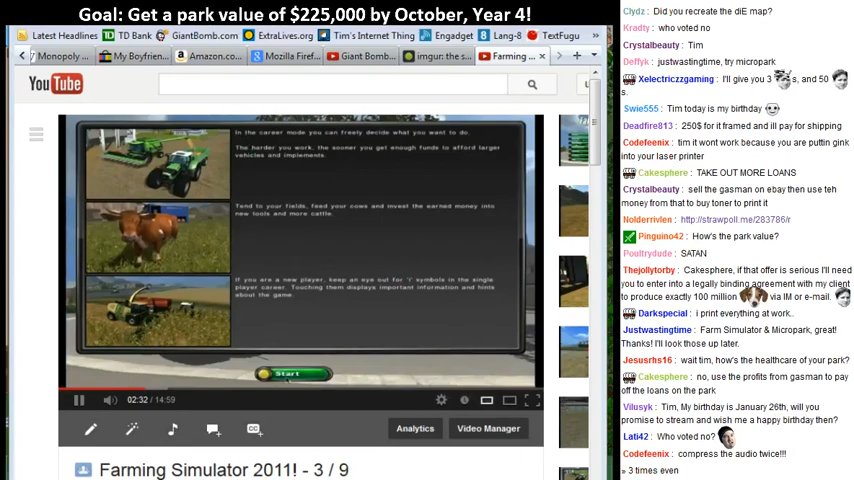 Goal: Get a park value of $225,000 by October, Year 4!
Latest Headlines TD Bank GiantBomb.com ExtraLives.org Tim's Internet Thing Engadget Lang-8 TextFugu
Monopoly My Boyfrien... Amazon.co... Mozilla Firef... Giant Bomb... imgur: the s... Farming ...
YouTube
In the career mode you can freely decide what you want to do.
The harder you work, the sooner you get enough funds to afford larger
vehicles and implements.
Tend to your fields, feed your cows and invest the earned money into
new tools and more cattle.
If you are a new player, keep an eye out for 'i' symbols in the single
player career. Touching them displays important information and hints
about the game.
Start
02:32 / 14:59
Analytics Video Manager
Farming Simulator 2011! - 3 / 9
Clydz: Did you recreate the diE map?
Kradty: who voted no
Crystalbeauty: Tim
Deffyk: justwastingtime, try micropark
Xelectriczzgaming: I'll give you 3 s, and 50
s.
Swie555: Tim today is my birthday
Deadfire813: 250$ for it framed and ill pay for shipping
Codefeenix: tim it wont work because you are puttin gink
into your laser printer
Cakesphere: TAKE OUT MORE LOANS
Crystalbeauty: sell the gasman on ebay then use teh
money from that to buy toner to print it
Nolderrivlen: http://strawpoll.me/283786/r
Pinguino42: How's the park value?
Poultrydude: SATAN
Thejollytorby: Cakesphere, if that offer is serious I'll need
you to enter into a legally binding agreement with my client
to produce exactly 100 million via IM or e-mail.
Darkspecial: i print everything at work..
Justwastingtime: Farm Simulator & Micropark, great!
Thanks! I'll look those up later.
Jesusrhs16: wait tim, how's the healthcare of your park?
Cakesphere: no, use the profits from gasman to pay
off the loans on the park
Vilusyk: Tim, My birthday is January 26th, will you
promise to stream and wish me a happy birthday then?
Lati42: Who voted no?
Codefeenix: compress the audio twice!!!
» 3 times even